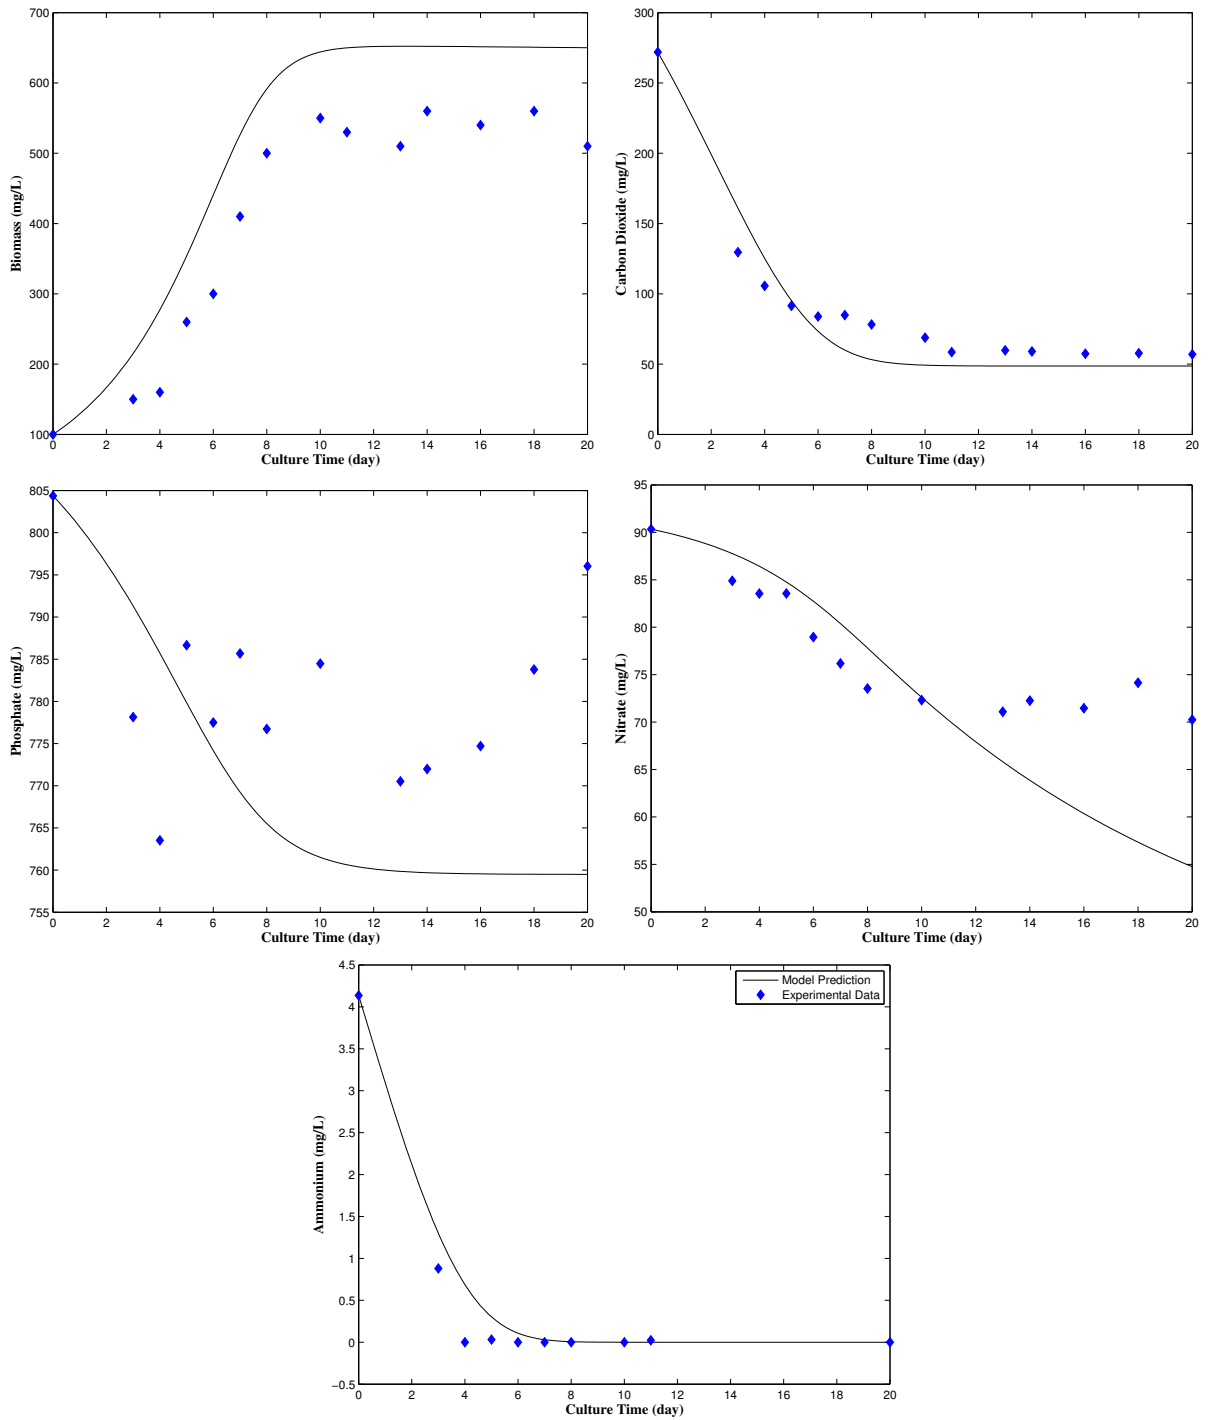 700
600
500
400
300
200
100
0 2 4 6 8 10 12 14 16 18 20
Biomass (mg/L)
Culture Time (day)
300
250
200
150
100
50
0
0 2 4 6 8 10 12 14 16 18 20
Carbon Dioxide (mg/L)
Culture Time (day)
805
800
795
790
785
780
775
770
765
760
755
0 2 4 6 8 10 12 14 16 18 20
Phosphate (mg/L)
Culture Time (day)
95
90
85
80
75
70
65
60
55
50
0 2 4 6 8 10 12 14 16 18 20
Nitrate (mg/L)
Culture Time (day)
4.5
4
3.5
3
2.5
2
1.5
1
0.5
0
−0.5
0 2 4 6 8 10 12 14 16 18 20
Ammonium (mg/L)
Culture Time (day)
Model Prediction
Experimental Data